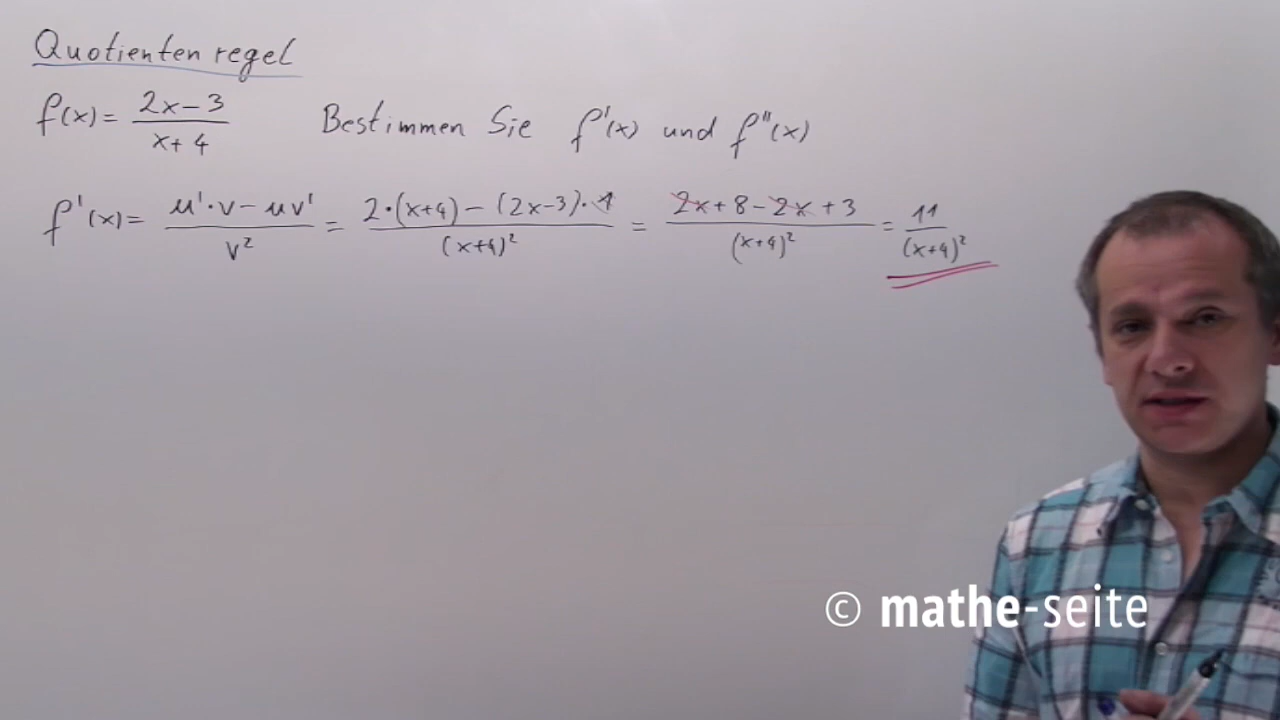 Quotientenregel
f(x) = (2x-3)/(x+4) Bestimmen Sie f'(x) und f''(x)
f'(x) = (u'·v - uv')/v² = (2·(x+4) - (2x-3)·1)/(x+4)² = (2x+8-2x+3)/(x+4)² = 11/(x+4)²
© mathe-seite